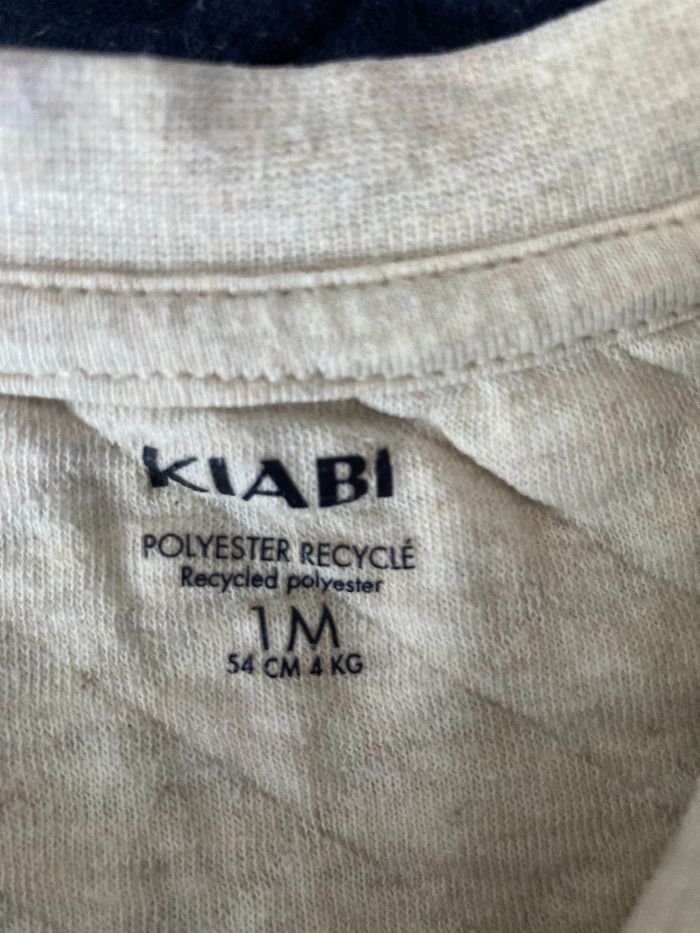 KIABI
POLYESTER RECYCLÉ
Recycled polyester
1M
54 CM 4 KG